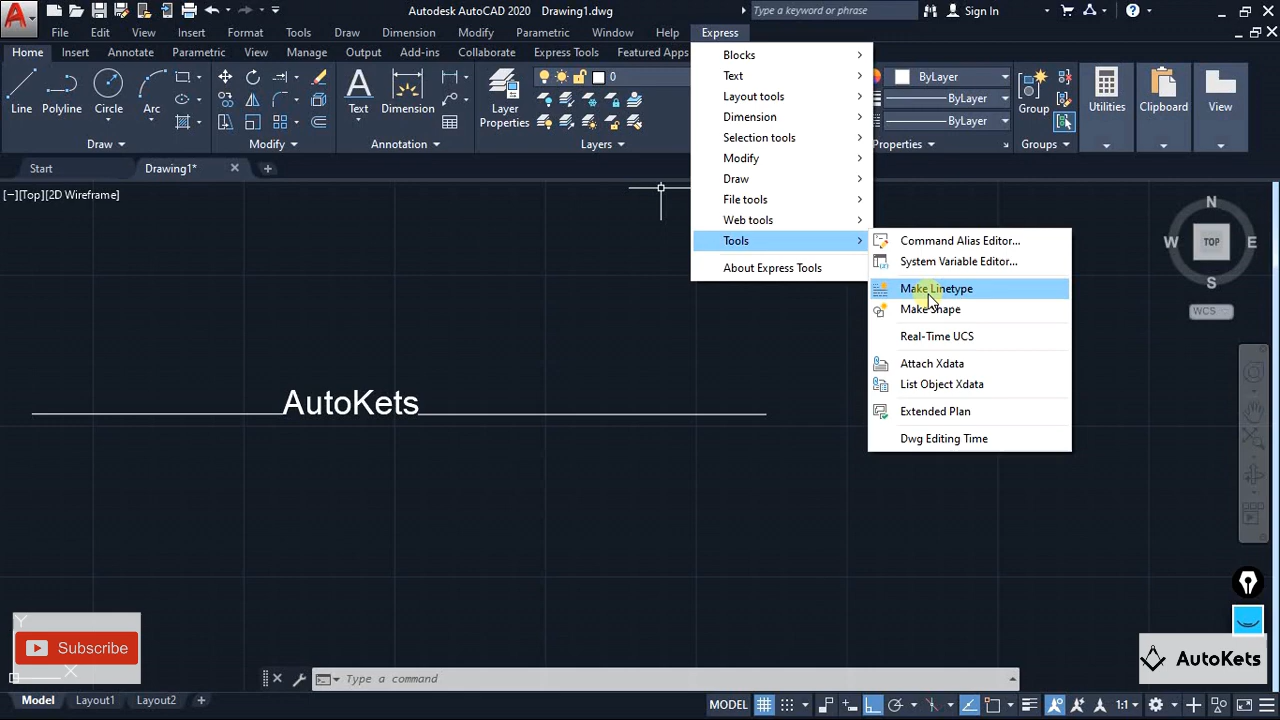 Autodesk AutoCAD 2020 Drawing1.dwg
Type a keyword or phrase
Sign In
File Edit View Insert Format Tools Draw Dimension Modify Parametric Window Help Express
Home Insert Annotate Parametric View Manage Output Add-ins Collaborate Express Tools Featured Apps
Line Polyline Circle Arc
Text Dimension
Layer Properties
0
ByLayer
ByLayer
ByLayer
Group Utilities Clipboard View
Draw Modify Annotation Layers Properties Groups
Start Drawing1*
[−][Top][2D Wireframe]
Blocks
Text
Layout tools
Dimension
Selection tools
Modify
Draw
File tools
Web tools
Tools
About Express Tools
Command Alias Editor...
System Variable Editor...
Make Linetype
Make Shape
Real-Time UCS
Attach Xdata
List Object Xdata
Extended Plan
Dwg Editing Time
N
W TOP E
S
WCS
AutoKets
Y
Subscribe
X
AutoKets
Type a command
Model Layout1 Layout2
MODEL
1:1